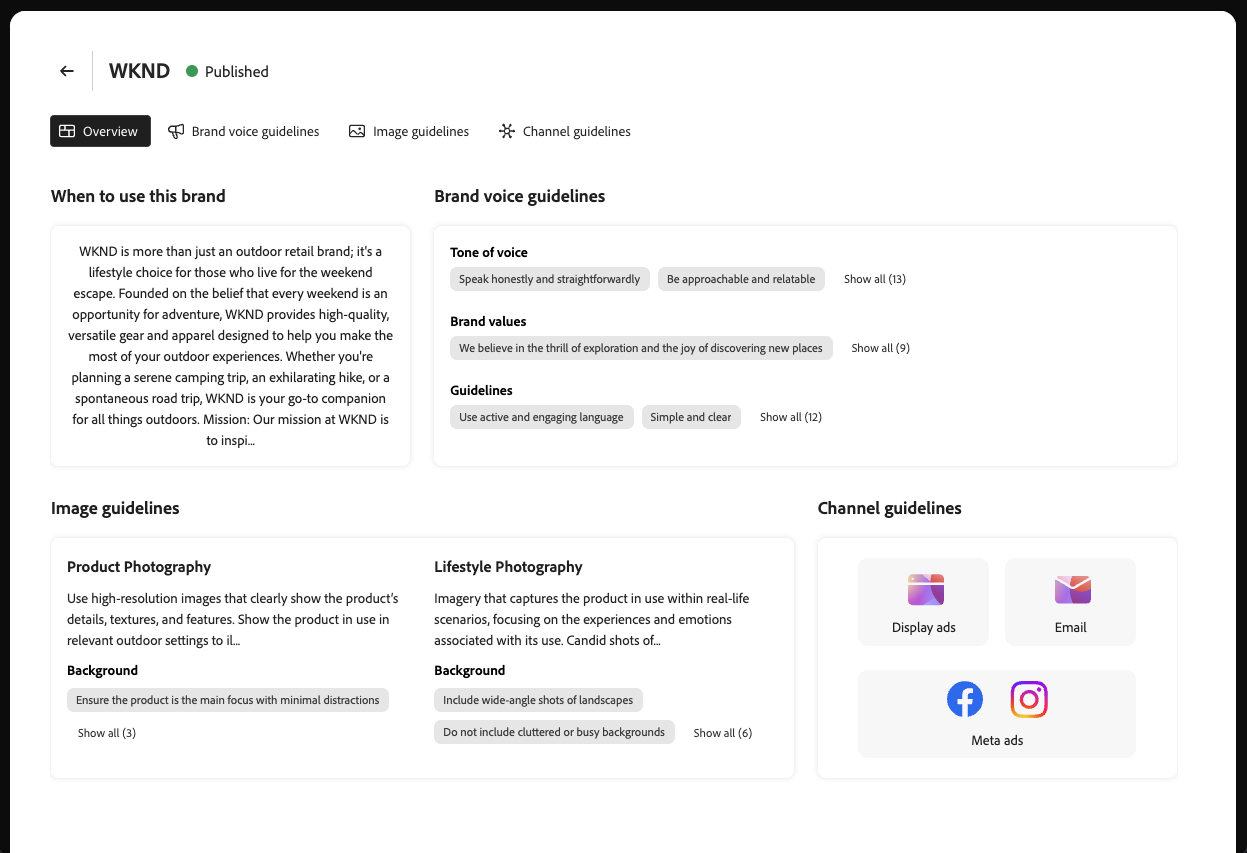 WKND
Published
Overview
Brand voice guidelines
Image guidelines
Channel guidelines
When to use this brand
WKND is more than just an outdoor retail brand; it's a
lifestyle choice for those who live for the weekend
escape. Founded on the belief that every weekend is an
opportunity for adventure, WKND provides high-quality,
versatile gear and apparel designed to help you make the
most of your outdoor experiences. Whether you're
planning a serene camping trip, an exhilarating hike, or a
spontaneous road trip, WKND is your go-to companion
for all things outdoors. Mission: Our mission at WKND is
to inspi...
Brand voice guidelines
Tone of voice
Speak honestly and straightforwardly
Be approachable and relatable
Show all (13)
Brand values
We believe in the thrill of exploration and the joy of discovering new places
Show all (9)
Guidelines
Use active and engaging language
Simple and clear
Show all (12)
Image guidelines
Product Photography
Use high-resolution images that clearly show the product's
details, textures, and features. Show the product in use in
relevant outdoor settings to il...
Background
Ensure the product is the main focus with minimal distractions
Show all (3)
Lifestyle Photography
Imagery that captures the product in use within real-life
scenarios, focusing on the experiences and emotions
associated with its use. Candid shots of...
Background
Include wide-angle shots of landscapes
Do not include cluttered or busy backgrounds
Show all (6)
Channel guidelines
Display ads
Email
Meta ads